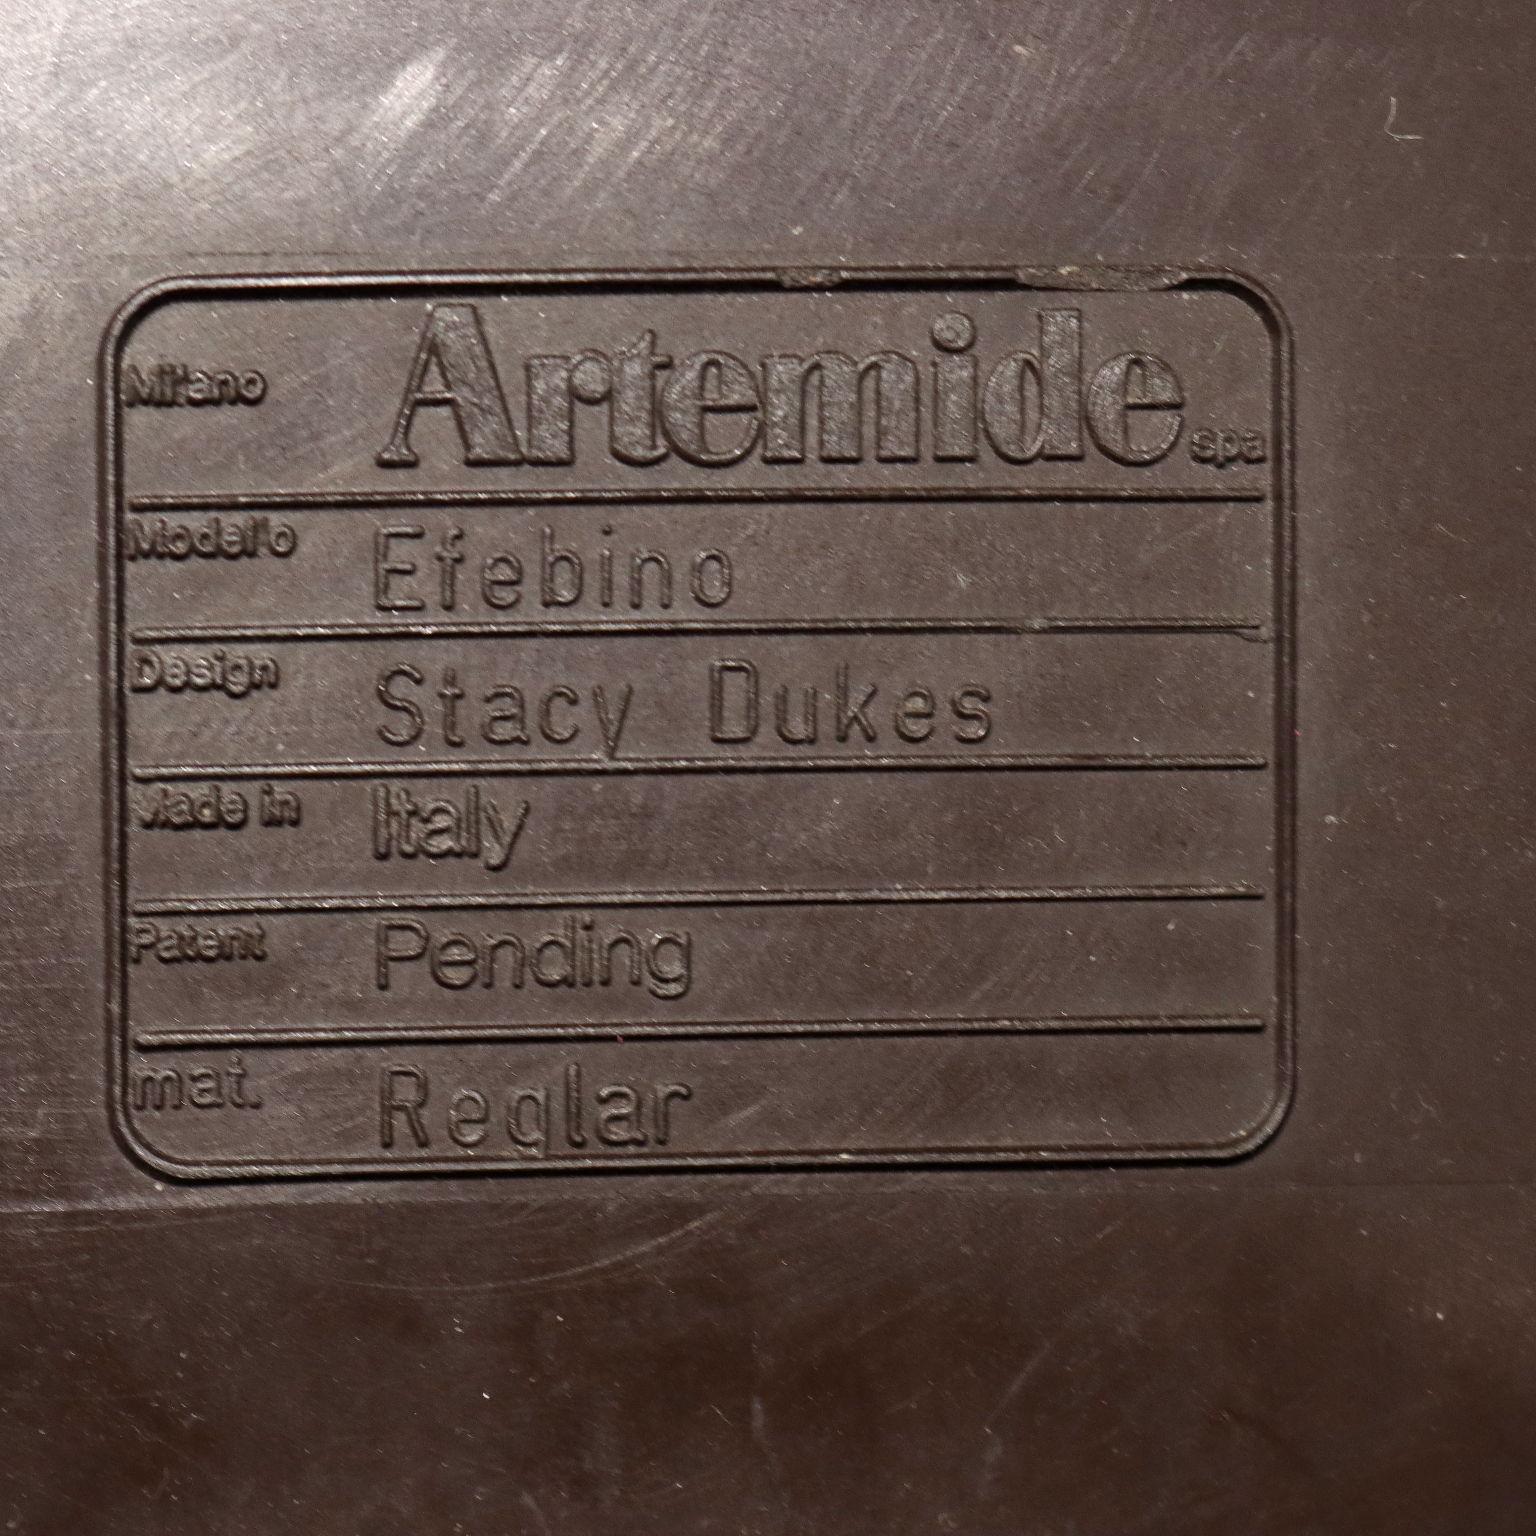 Milano Artemide spa
Modello Efebino
Design Stacy Dukes
Made in Italy
Patent Pending
mat. Reglar